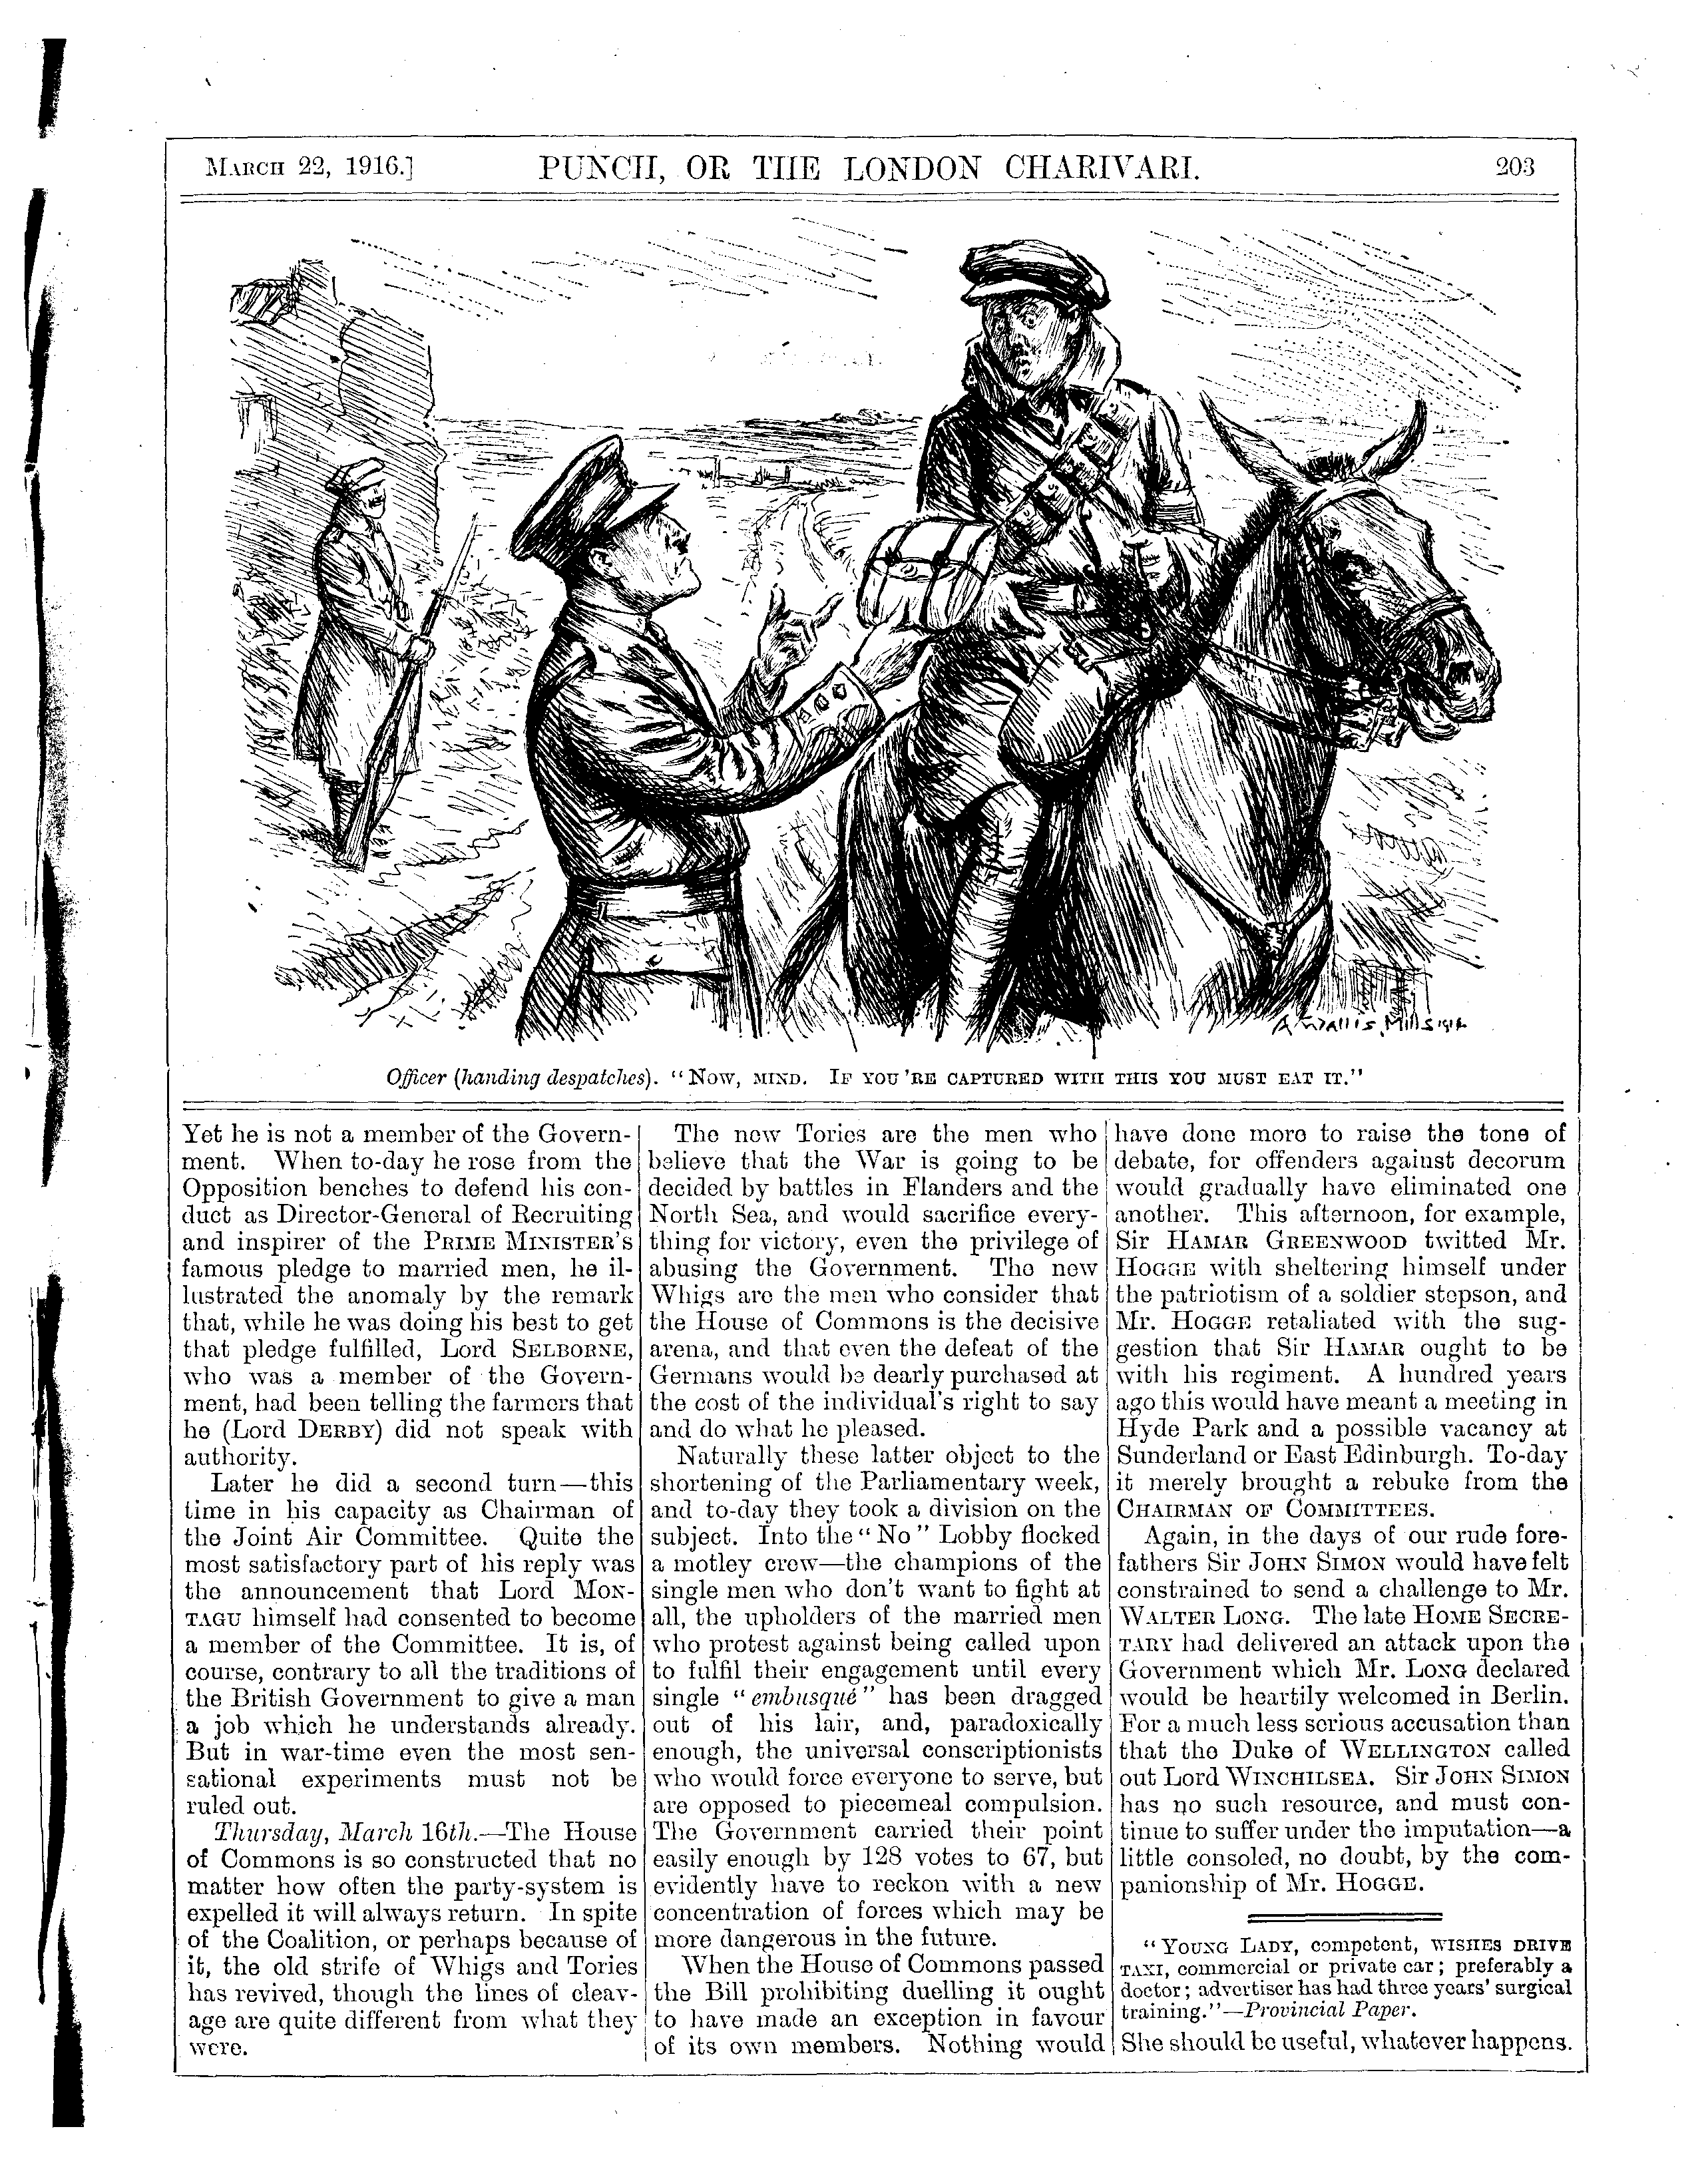 MARCH 22, 1916.] PUNCH, OR THE LONDON CHARIVARI. 203
A Wallis Mills 1916
Officer (handing despatches). "NOW, MIND. IF YOU'RE CAPTURED WITH THIS YOU MUST EAT IT."
Yet he is not a member of the Govern-
ment. When to-day he rose from the
Opposition benches to defend his con-
duct as Director-General of Recruiting
and inspirer of the PRIME MINISTER'S
famous pledge to married men, he il-
lustrated the anomaly by the remark
that, while he was doing his best to get
that pledge fulfilled, Lord SELBORNE,
who was a member of the Govern-
ment, had been telling the farmers that
he (Lord DERBY) did not speak with
authority.
Later he did a second turn—this
time in his capacity as Chairman of
the Joint Air Committee. Quite the
most satisfactory part of his reply was
the announcement that Lord MON-
TAGU himself had consented to become
a member of the Committee. It is, of
course, contrary to all the traditions of
the British Government to give a man
a job which he understands already.
But in war-time even the most sen-
sational experiments must not be
ruled out.
Thursday, March 16th.—The House
of Commons is so constructed that no
matter how often the party-system is
expelled it will always return. In spite
of the Coalition, or perhaps because of
it, the old strife of Whigs and Tories
has revived, though the lines of cleav-
age are quite different from what they
were.
The new Tories are the men who
believe that the War is going to be
decided by battles in Flanders and the
North Sea, and would sacrifice every-
thing for victory, even the privilege of
abusing the Government. The new
Whigs are the men who consider that
the House of Commons is the decisive
arena, and that even the defeat of the
Germans would be dearly purchased at
the cost of the individual's right to say
and do what he pleased.
Naturally these latter object to the
shortening of the Parliamentary week,
and to-day they took a division on the
subject. Into the "No" Lobby flocked
a motley crew—the champions of the
single men who don't want to fight at
all, the upholders of the married men
who protest against being called upon
to fulfil their engagement until every
single "embusqué" has been dragged
out of his lair, and, paradoxically
enough, the universal conscriptionists
who would force everyone to serve, but
are opposed to piecemeal compulsion.
The Government carried their point
easily enough by 128 votes to 67, but
evidently have to reckon with a new
concentration of forces which may be
more dangerous in the future.
When the House of Commons passed
the Bill prohibiting duelling it ought
to have made an exception in favour
of its own members. Nothing would
have done more to raise the tone of
debate, for offenders against decorum
would gradually have eliminated one
another. This afternoon, for example,
Sir HAMAR GREENWOOD twitted Mr.
HOGGE with sheltering himself under
the patriotism of a soldier stepson, and
Mr. HOGGE retaliated with the sug-
gestion that Sir HAMAR ought to be
with his regiment. A hundred years
ago this would have meant a meeting in
Hyde Park and a possible vacancy at
Sunderland or East Edinburgh. To-day
it merely brought a rebuke from the
CHAIRMAN OF COMMITTEES.
Again, in the days of our rude fore-
fathers Sir JOHN SIMON would have felt
constrained to send a challenge to Mr.
WALTER LONG. The late HOME SECRE-
TARY had delivered an attack upon the
Government which Mr. LONG declared
would be heartily welcomed in Berlin.
For a much less serious accusation than
that the Duke of WELLINGTON called
out Lord WINCHILSEA. Sir JOHN SIMON
has no such resource, and must con-
tinue to suffer under the imputation—a
little consoled, no doubt, by the com-
panionship of Mr. HOGGE.
"YOUNG LADY, competent, WISHES DRIVE
TAXI, commercial or private car; preferably a
doctor; advertiser has had three years' surgical
training."—Provincial Paper.
She should be useful, whatever happens.